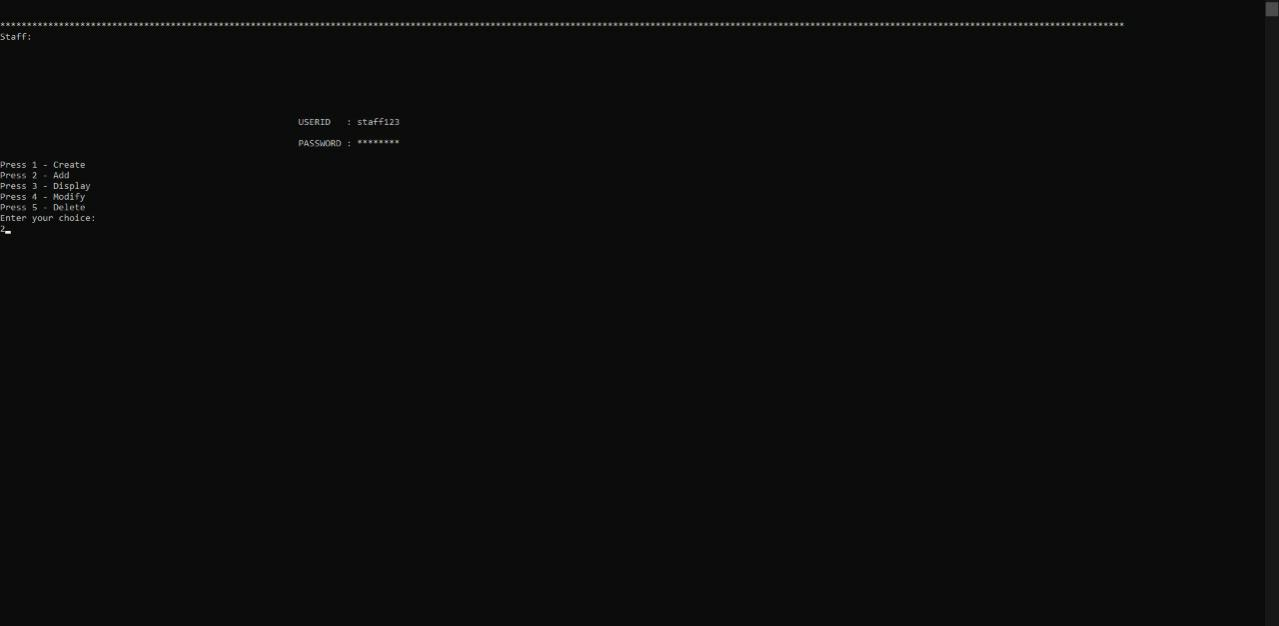 ********************************************************************************************************************************************************************************************************************
Staff:
USERID   : staff123
PASSWORD : ********
Press 1 - Create
Press 2 - Add
Press 3 - Display
Press 4 - Modify
Press 5 - Delete
Enter your choice:
2